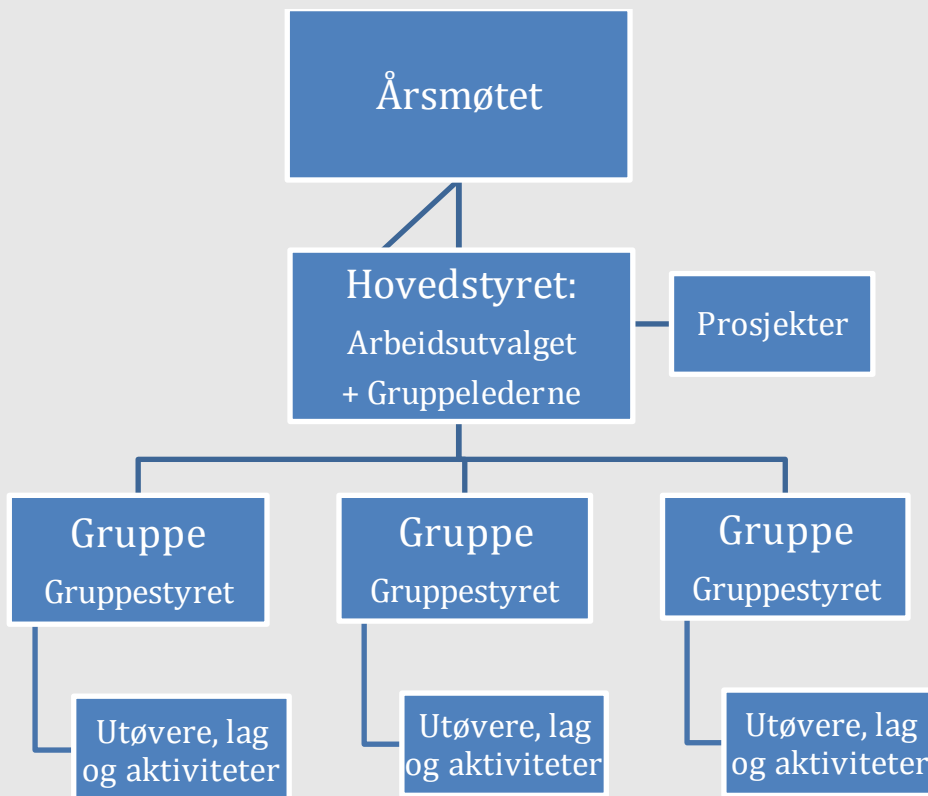 Årsmøtet
Hovedstyret:
Arbeidsutvalget
+ Gruppelederne
Prosjekter
Gruppe
Gruppestyret
Gruppe
Gruppestyret
Gruppe
Gruppestyret
Utøvere, lag
og aktiviteter
Utøvere, lag
og aktiviteter
Utøvere, lag
og aktiviteter